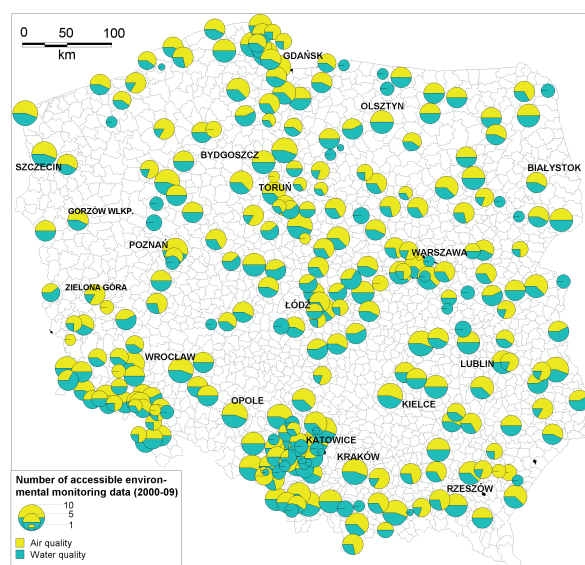 0 50 100
km
GDAŃSK
OLSZTYN
SZCZECIN
BYDGOSZCZ
BIAŁYSTOK
TORUŃ
GORZÓW WLKP.
POZNAŃ
WARSZAWA
ZIELONA GÓRA
ŁÓDŹ
WROCŁAW
LUBLIN
OPOLE
KIELCE
KATOWICE
KRAKÓW
RZESZÓW
Number of accessible environ-
mental monitoring data (2000-09)
10
5
1
Air quality
Water quality